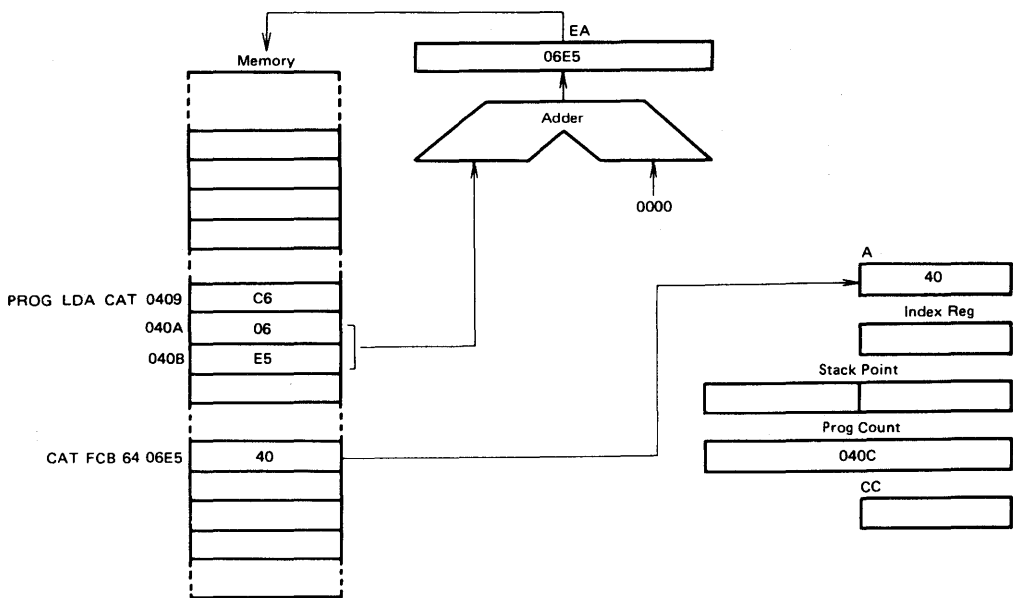 EA
06E5
Memory
Adder
0000
PROG LDA CAT 0409 C6
040A 06
040B E5
CAT FCB 64 06E5 40
A
40
Index Reg
Stack Point
Prog Count
040C
CC